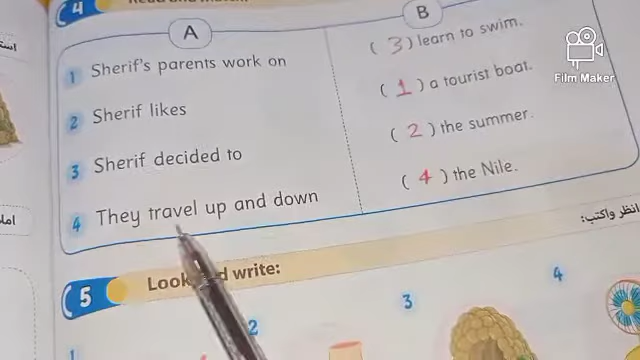 4
A
B
1 Sherif's parents work on
(3) learn to swim.
2 Sherif likes
(1) a tourist boat.
3 Sherif decided to
(2) the summer.
4 They travel up and down
(4) the Nile.
Film Maker
انظر واكتب:
5 Look and write:
1
2
3
4